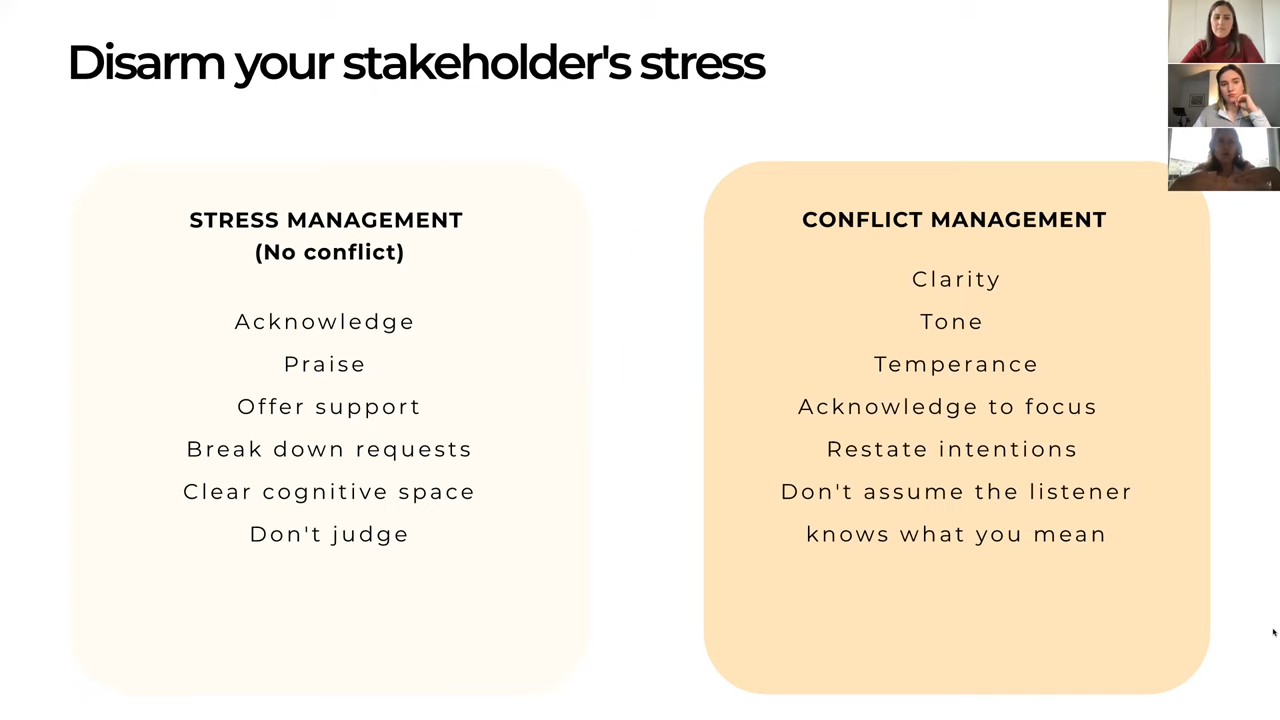 Disarm your stakeholder's stress
STRESS MANAGEMENT
(No conflict)
Acknowledge
Praise
Offer support
Break down requests
Clear cognitive space
Don't judge
CONFLICT MANAGEMENT
Clarity
Tone
Temperance
Acknowledge to focus
Restate intentions
Don't assume the listener
knows what you mean